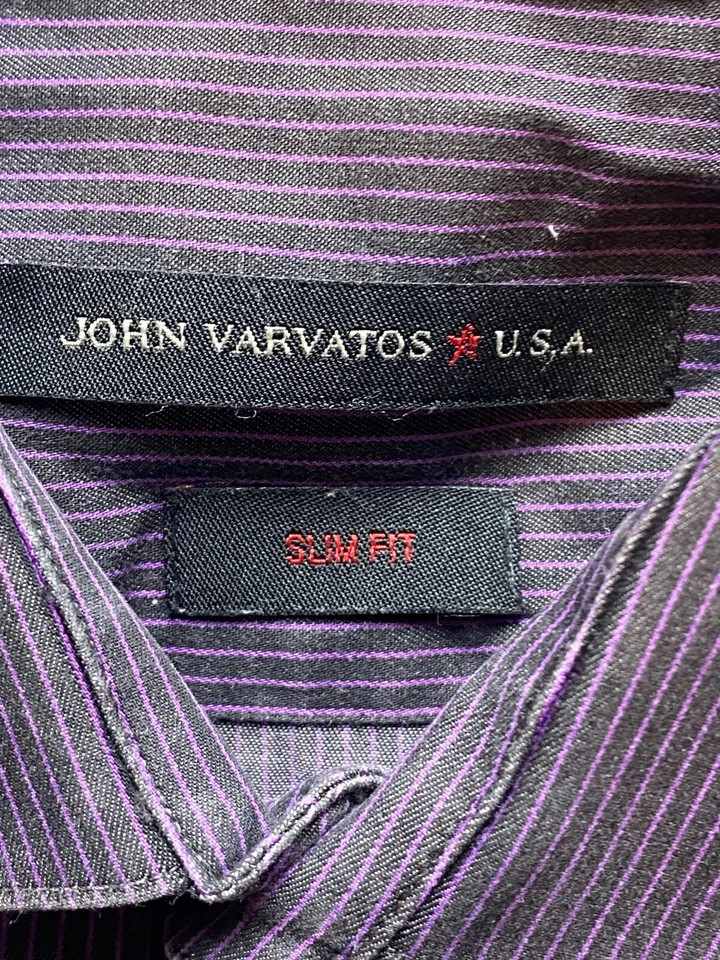 JOHN VARVATOS ★ U.S.A.
SLIM FIT